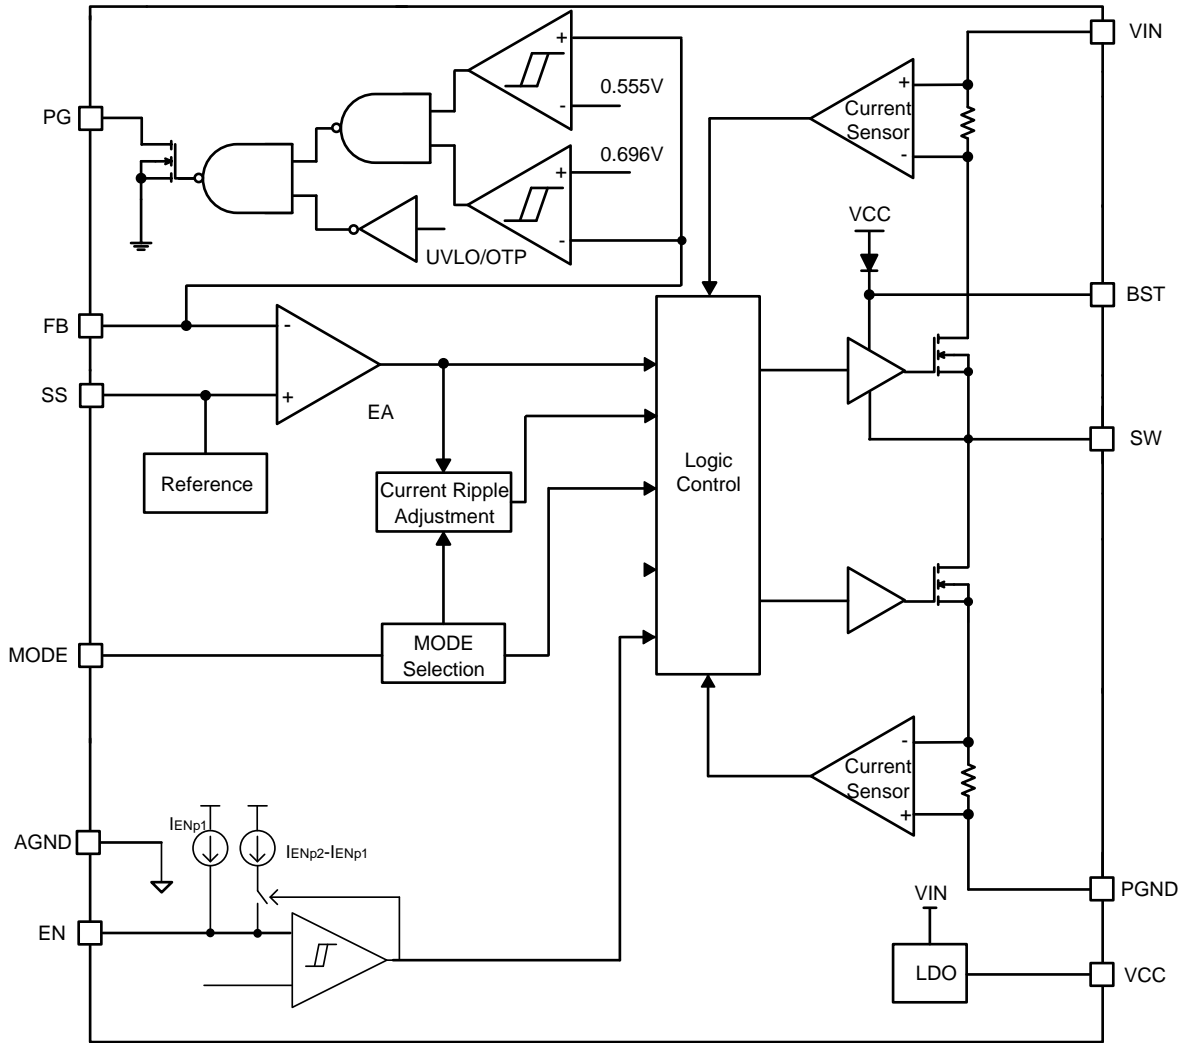 VIN
PG
+
0.555V
-
0.696V
+
-
UVLO/OTP
+
Current
Sensor
-
VCC
BST
FB
-
SS
+
EA
SW
Reference
Current Ripple
Adjustment
Logic
Control
MODE
MODE
Selection
-
Current
Sensor
+
AGND
IENp1
IENp2-IENp1
PGND
EN
VIN
LDO
VCC